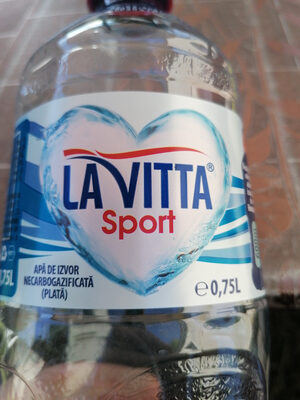 LA VITTA®
Sport
APĂ DE IZVOR
NECARBOGAZIFICATĂ
(PLATĂ)
℮ 0,75L